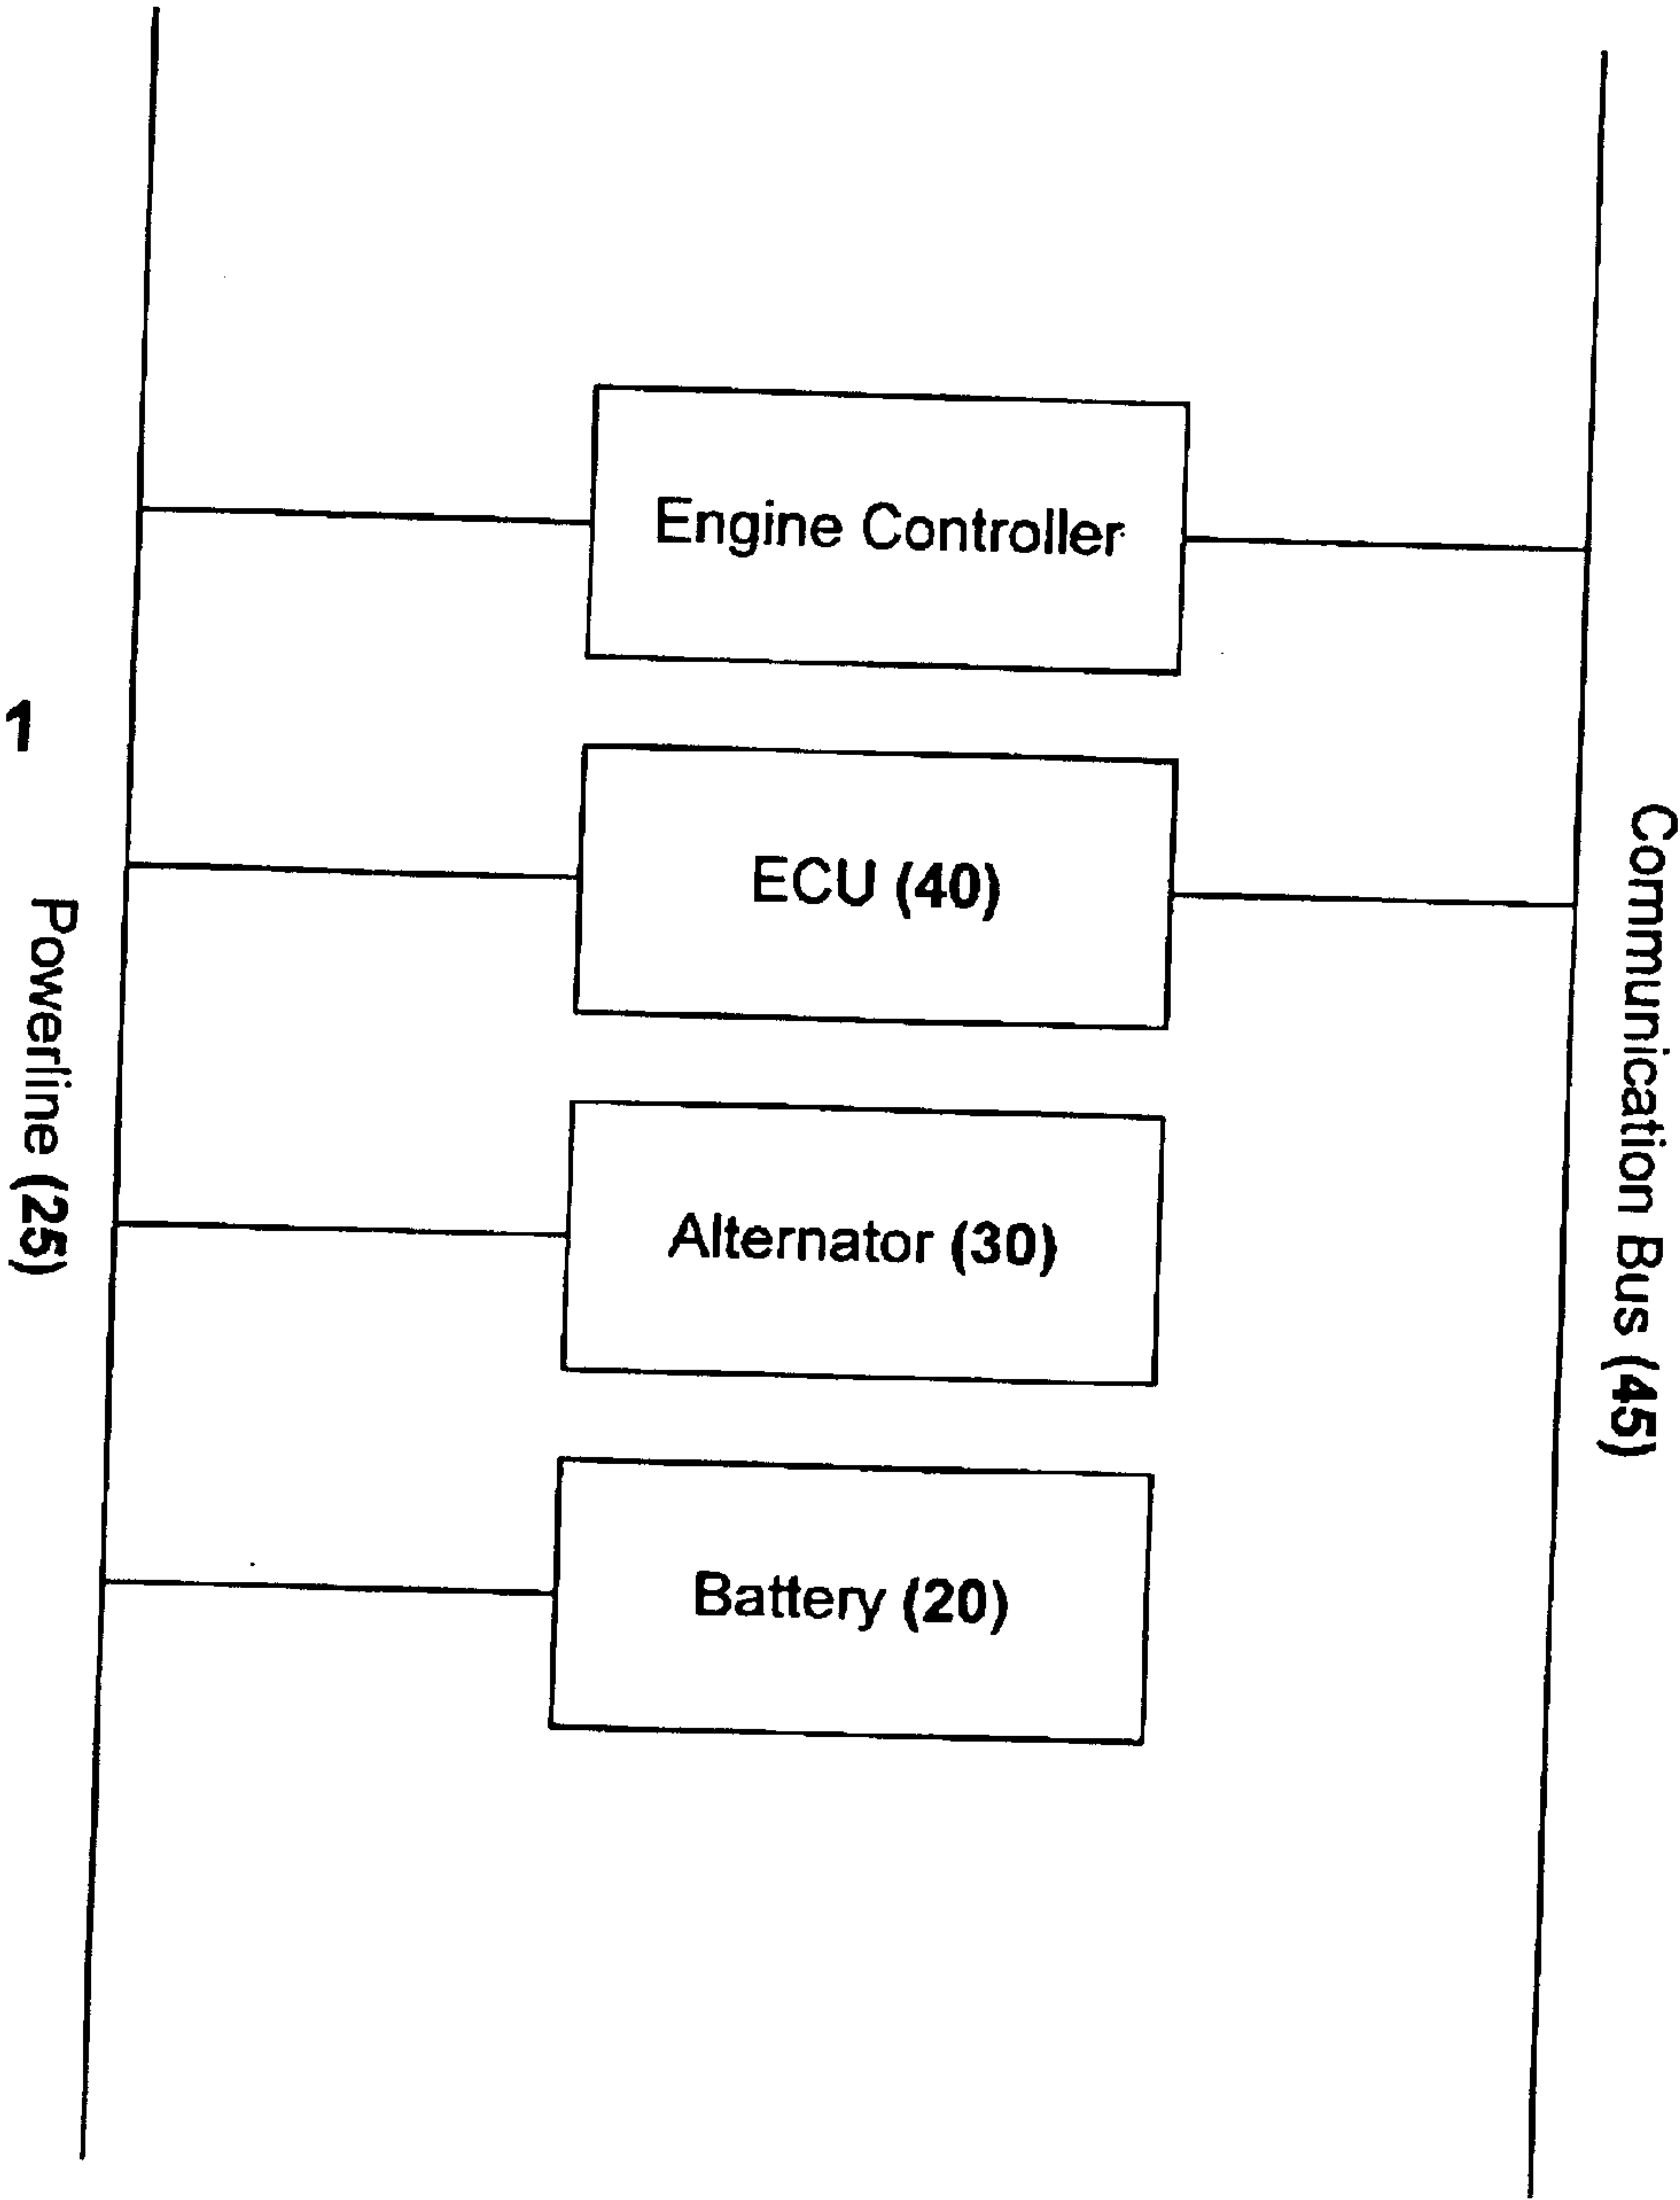 Engine Controller
ECU (40)
Alternator (30)
Battery (20)
1
Powerline (25)
Communication Bus (45)